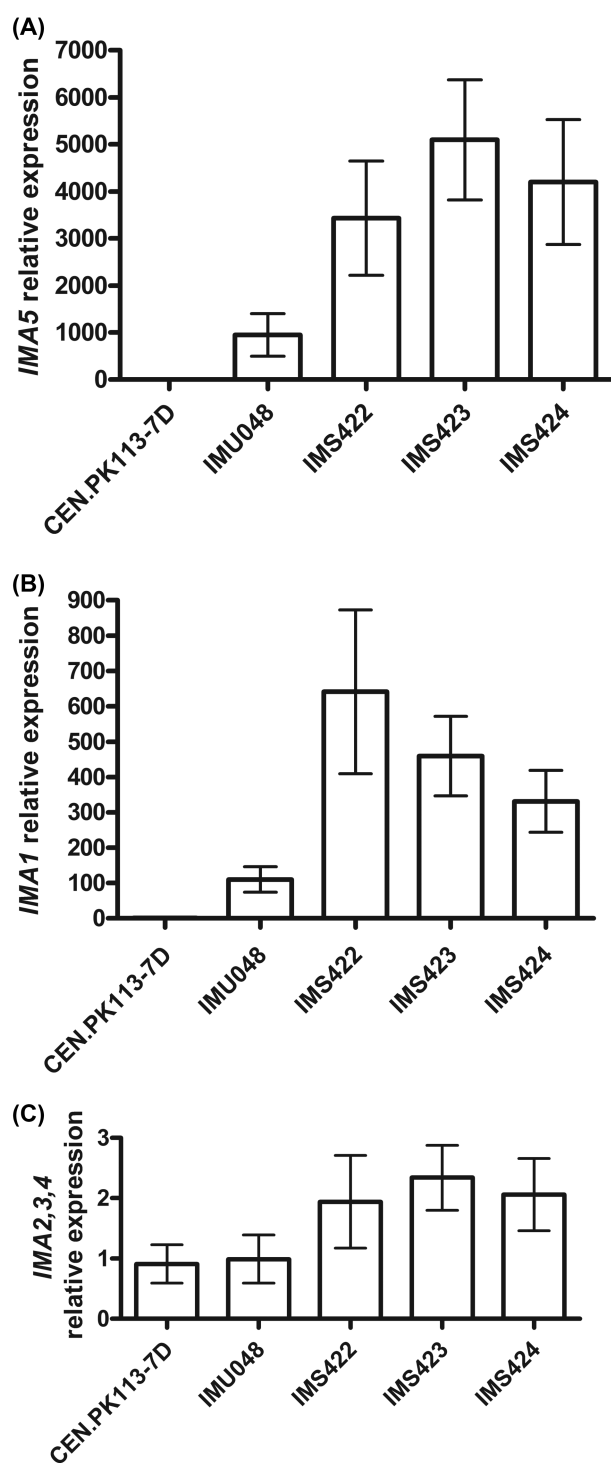 (A)
7000
6000
5000
4000
3000
2000
1000
0
IMA5 relative expression
CEN.PK113-7D
IMU048
IMS422
IMS423
IMS424
(B)
900
800
700
600
500
400
300
200
100
0
IMA1 relative expression
CEN.PK113-7D
IMU048
IMS422
IMS423
IMS424
(C)
3
2
1
0
IMA2,3,4
relative expression
CEN.PK113-7D
IMU048
IMS422
IMS423
IMS424